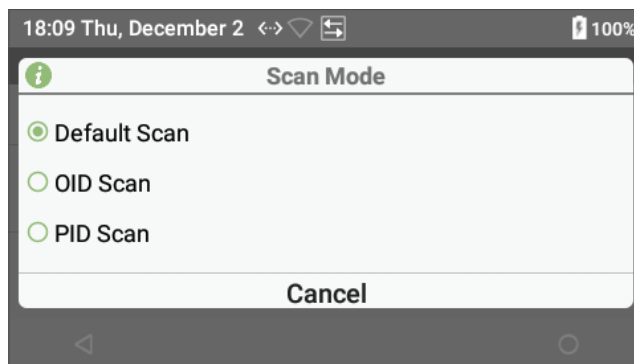 18:09 Thu, December 2 100%
Scan Mode
Default Scan
OID Scan
PID Scan
Cancel